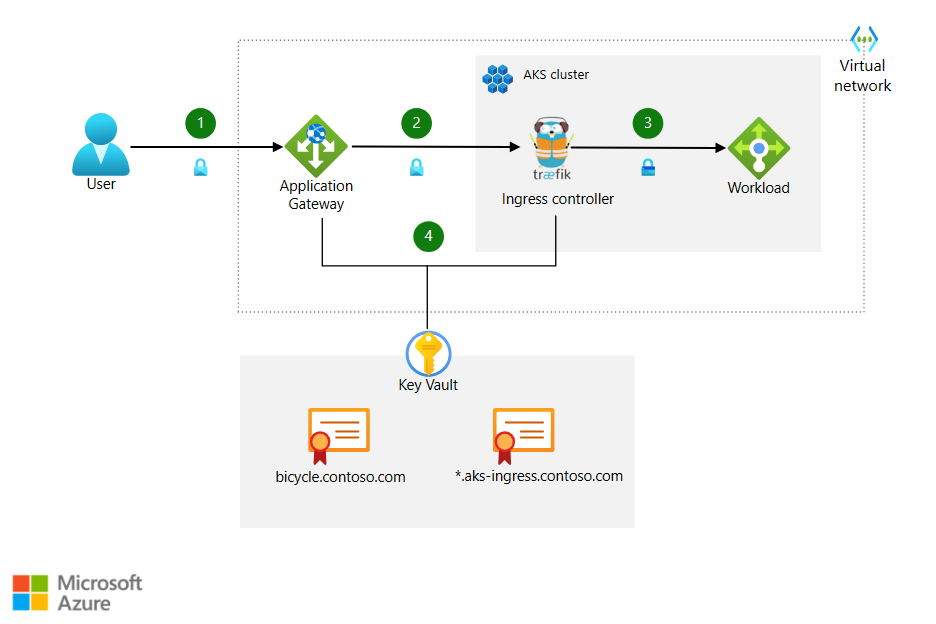 Virtual
network
AKS cluster
1
2
3
User
Application
Gateway
træfik
Ingress controller
Workload
4
Key Vault
bicycle.contoso.com
*.aks-ingress.contoso.com
Microsoft
Azure